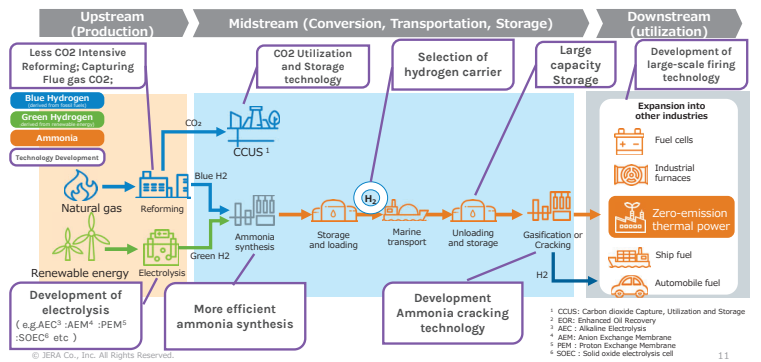 Upstream
(Production)
Midstream (Conversion, Transportation, Storage)
Downstream
(utilization)
Less CO2 Intensive
Reforming; Capturing
Flue gas CO2;
CO2 Utilization
and Storage
technology
Selection of
hydrogen carrier
Large
capacity
Storage
Development of
large-scale firing
technology
Blue Hydrogen
(derived from fossil fuels)
Green Hydrogen
(derived from renewable energy)
Ammonia
Technology Development
CO₂
CCUS ¹
Natural gas
Reforming
Blue H2
Renewable energy
Electrolysis
Green H2
Ammonia
synthesis
Storage
and loading
H₂
Marine
transport
Unloading
and storage
Gasification or
Cracking
H2
Expansion into
other industries
Fuel cells
Industrial
furnaces
Zero-emission
thermal power
Ship fuel
Automobile fuel
Development of
electrolysis
( e.g.AEC³ :AEM⁴ :PEM⁵
:SOEC⁶ etc )
More efficient
ammonia synthesis
Development
Ammonia cracking
technology
¹ CCUS: Carbon dioxide Capture, Utilization and Storage
² EOR: Enhanced Oil Recovery
³ AEC : Alkaline Electrolysis
⁴ AEM: Anion Exchange Membrane
⁵ PEM : Proton Exchange Membrane
⁶ SOEC : Solid oxide electrolysis cell
© JERA Co., Inc. All Rights Reserved.
11